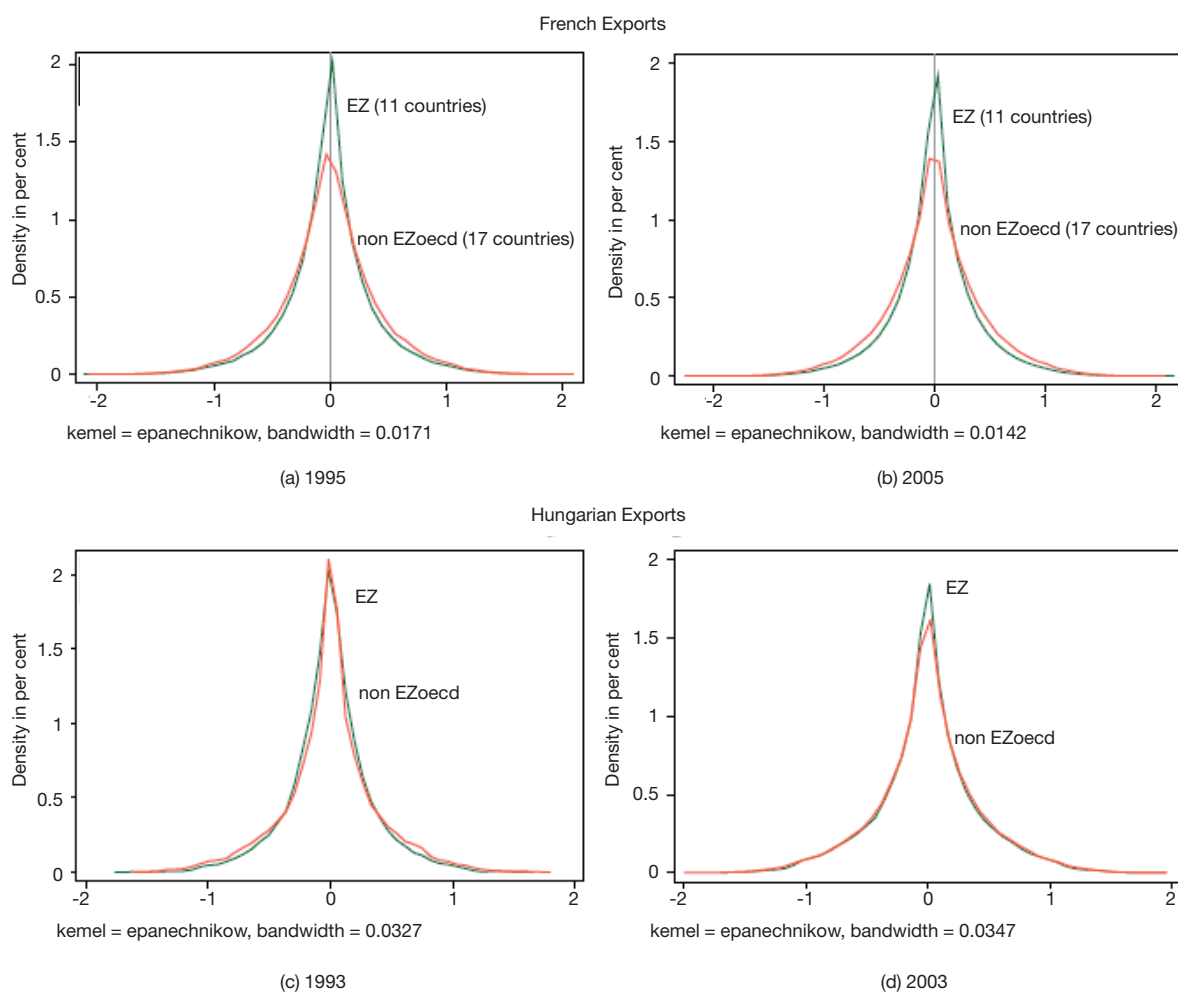 French Exports
2
1.5
1
0.5
0
Density in per cent
EZ (11 countries)
non EZoecd (17 countries)
-2
-1
0
1
2
kemel = epanechnikow, bandwidth = 0.0171
(a) 1995
2
1.5
1
0.5
0
Density in per cent
EZ (11 countries)
non EZoecd (17 countries)
-2
-1
0
1
2
kemel = epanechnikow, bandwidth = 0.0142
(b) 2005
Hungarian Exports
2
1.5
1
0.5
0
Density in per cent
EZ
non EZoecd
-2
-1
0
1
2
kemel = epanechnikow, bandwidth = 0.0327
(c) 1993
2
1.5
1
0.5
0
Density in per cent
EZ
non EZoecd
-2
-1
0
1
2
kemel = epanechnikow, bandwidth = 0.0347
(d) 2003